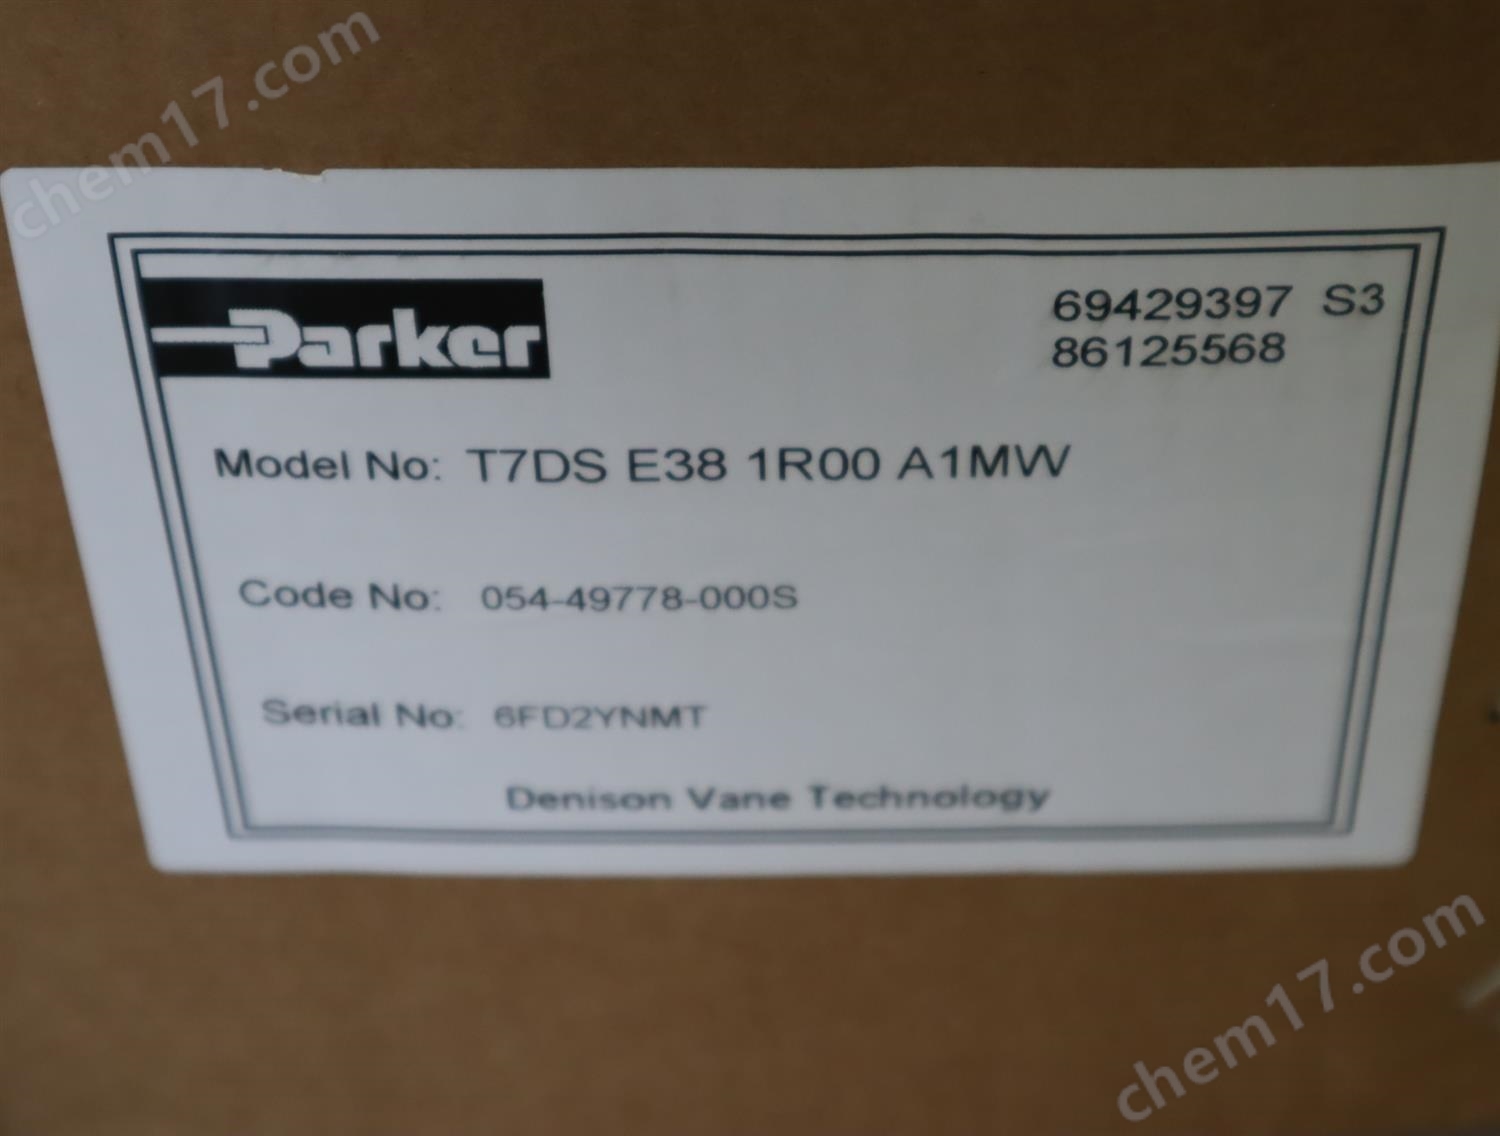 chem17.com
Parker
69429397 S3
86125568
Model No: T7DS E38 1R00 A1MW
Code No: 054-49778-000S
Serial No: 6FD2YNMT
Denison Vane Technology
chem17.com